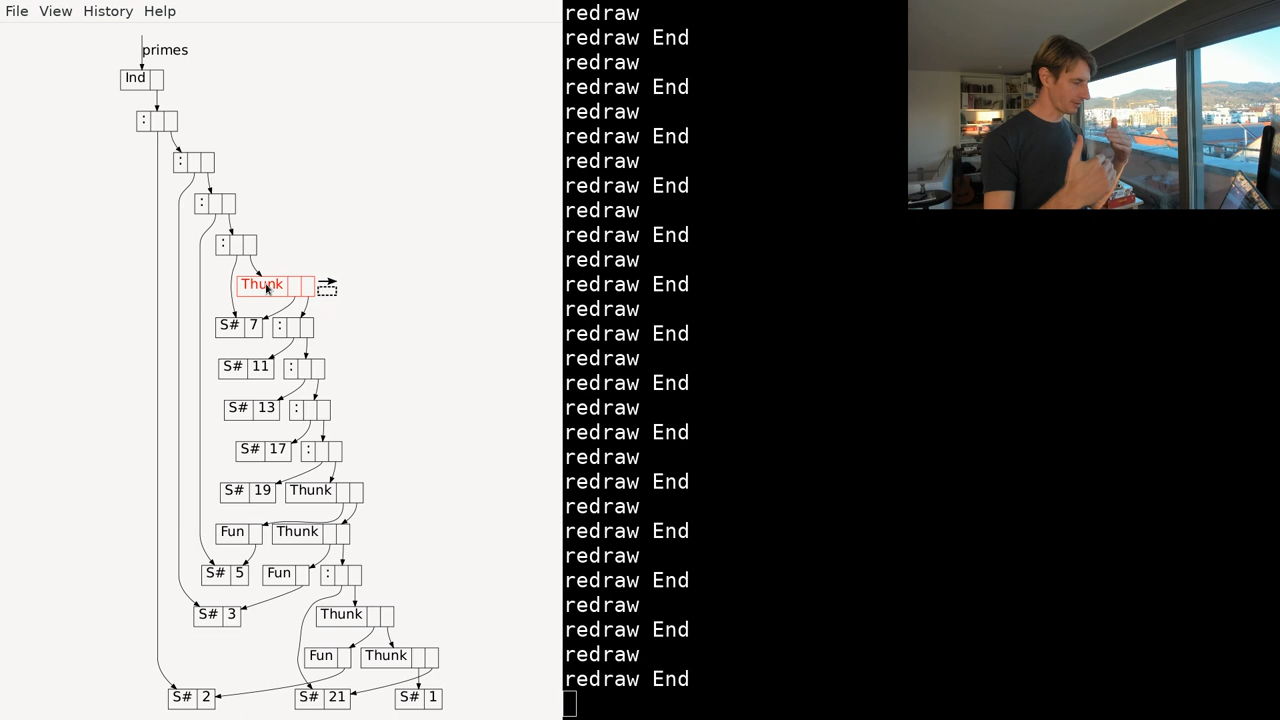 File View History Help
primes
Ind
:
:
:
:
Thunk
S# 7 :
S# 11 :
S# 13 :
S# 17 :
S# 19 Thunk
Fun Thunk
S# 5 Fun :
S# 3 Thunk
Fun Thunk
S# 2 S# 21 S# 1
redraw
redraw End
redraw
redraw End
redraw
redraw End
redraw
redraw End
redraw
redraw End
redraw
redraw End
redraw
redraw End
redraw
redraw End
redraw
redraw End
redraw
redraw End
redraw
redraw End
redraw
redraw End
redraw
redraw End
redraw
redraw End